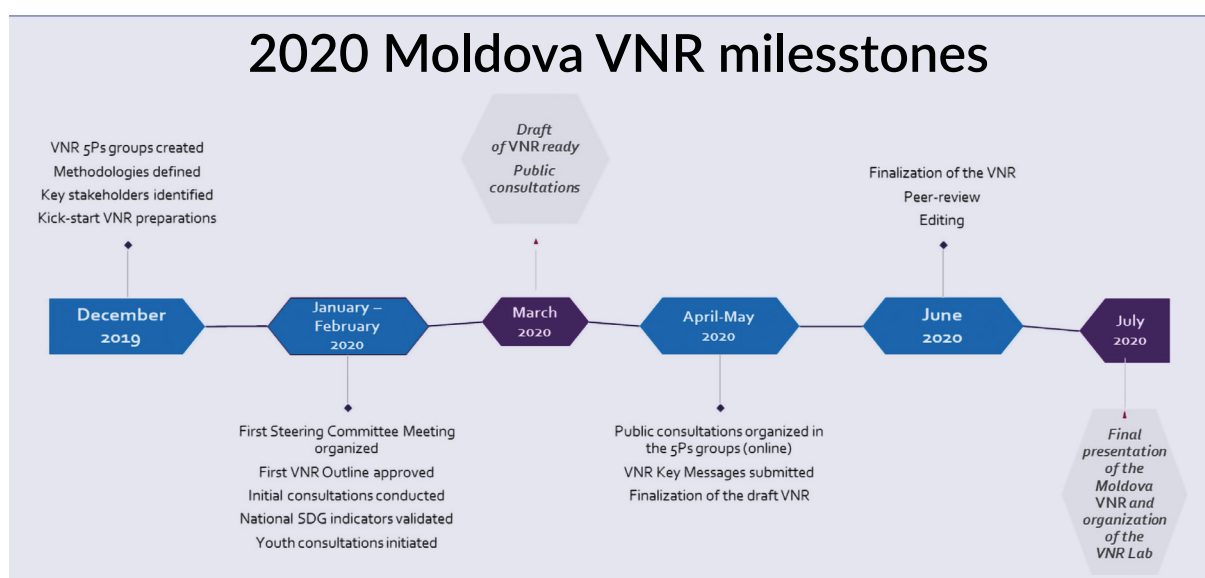 2020 Moldova VNR milesstones
VNR 5Ps groups created
Methodologies defined
Key stakeholders identified
Kick-start VNR preparations
December
2019
January –
February
2020
First Steering Committee Meeting
organized
First VNR Outline approved
Initial consultations conducted
National SDG indicators validated
Youth consultations initiated
Draft
of VNR ready
Public
consultations
March
2020
April-May
2020
Public consultations organized in
the 5Ps groups (online)
VNR Key Messages submitted
Finalization of the draft VNR
Finalization of the VNR
Peer-review
Editing
June
2020
July
2020
Final
presentation
of the
Moldova
VNR and
organization
of the
VNR Lab